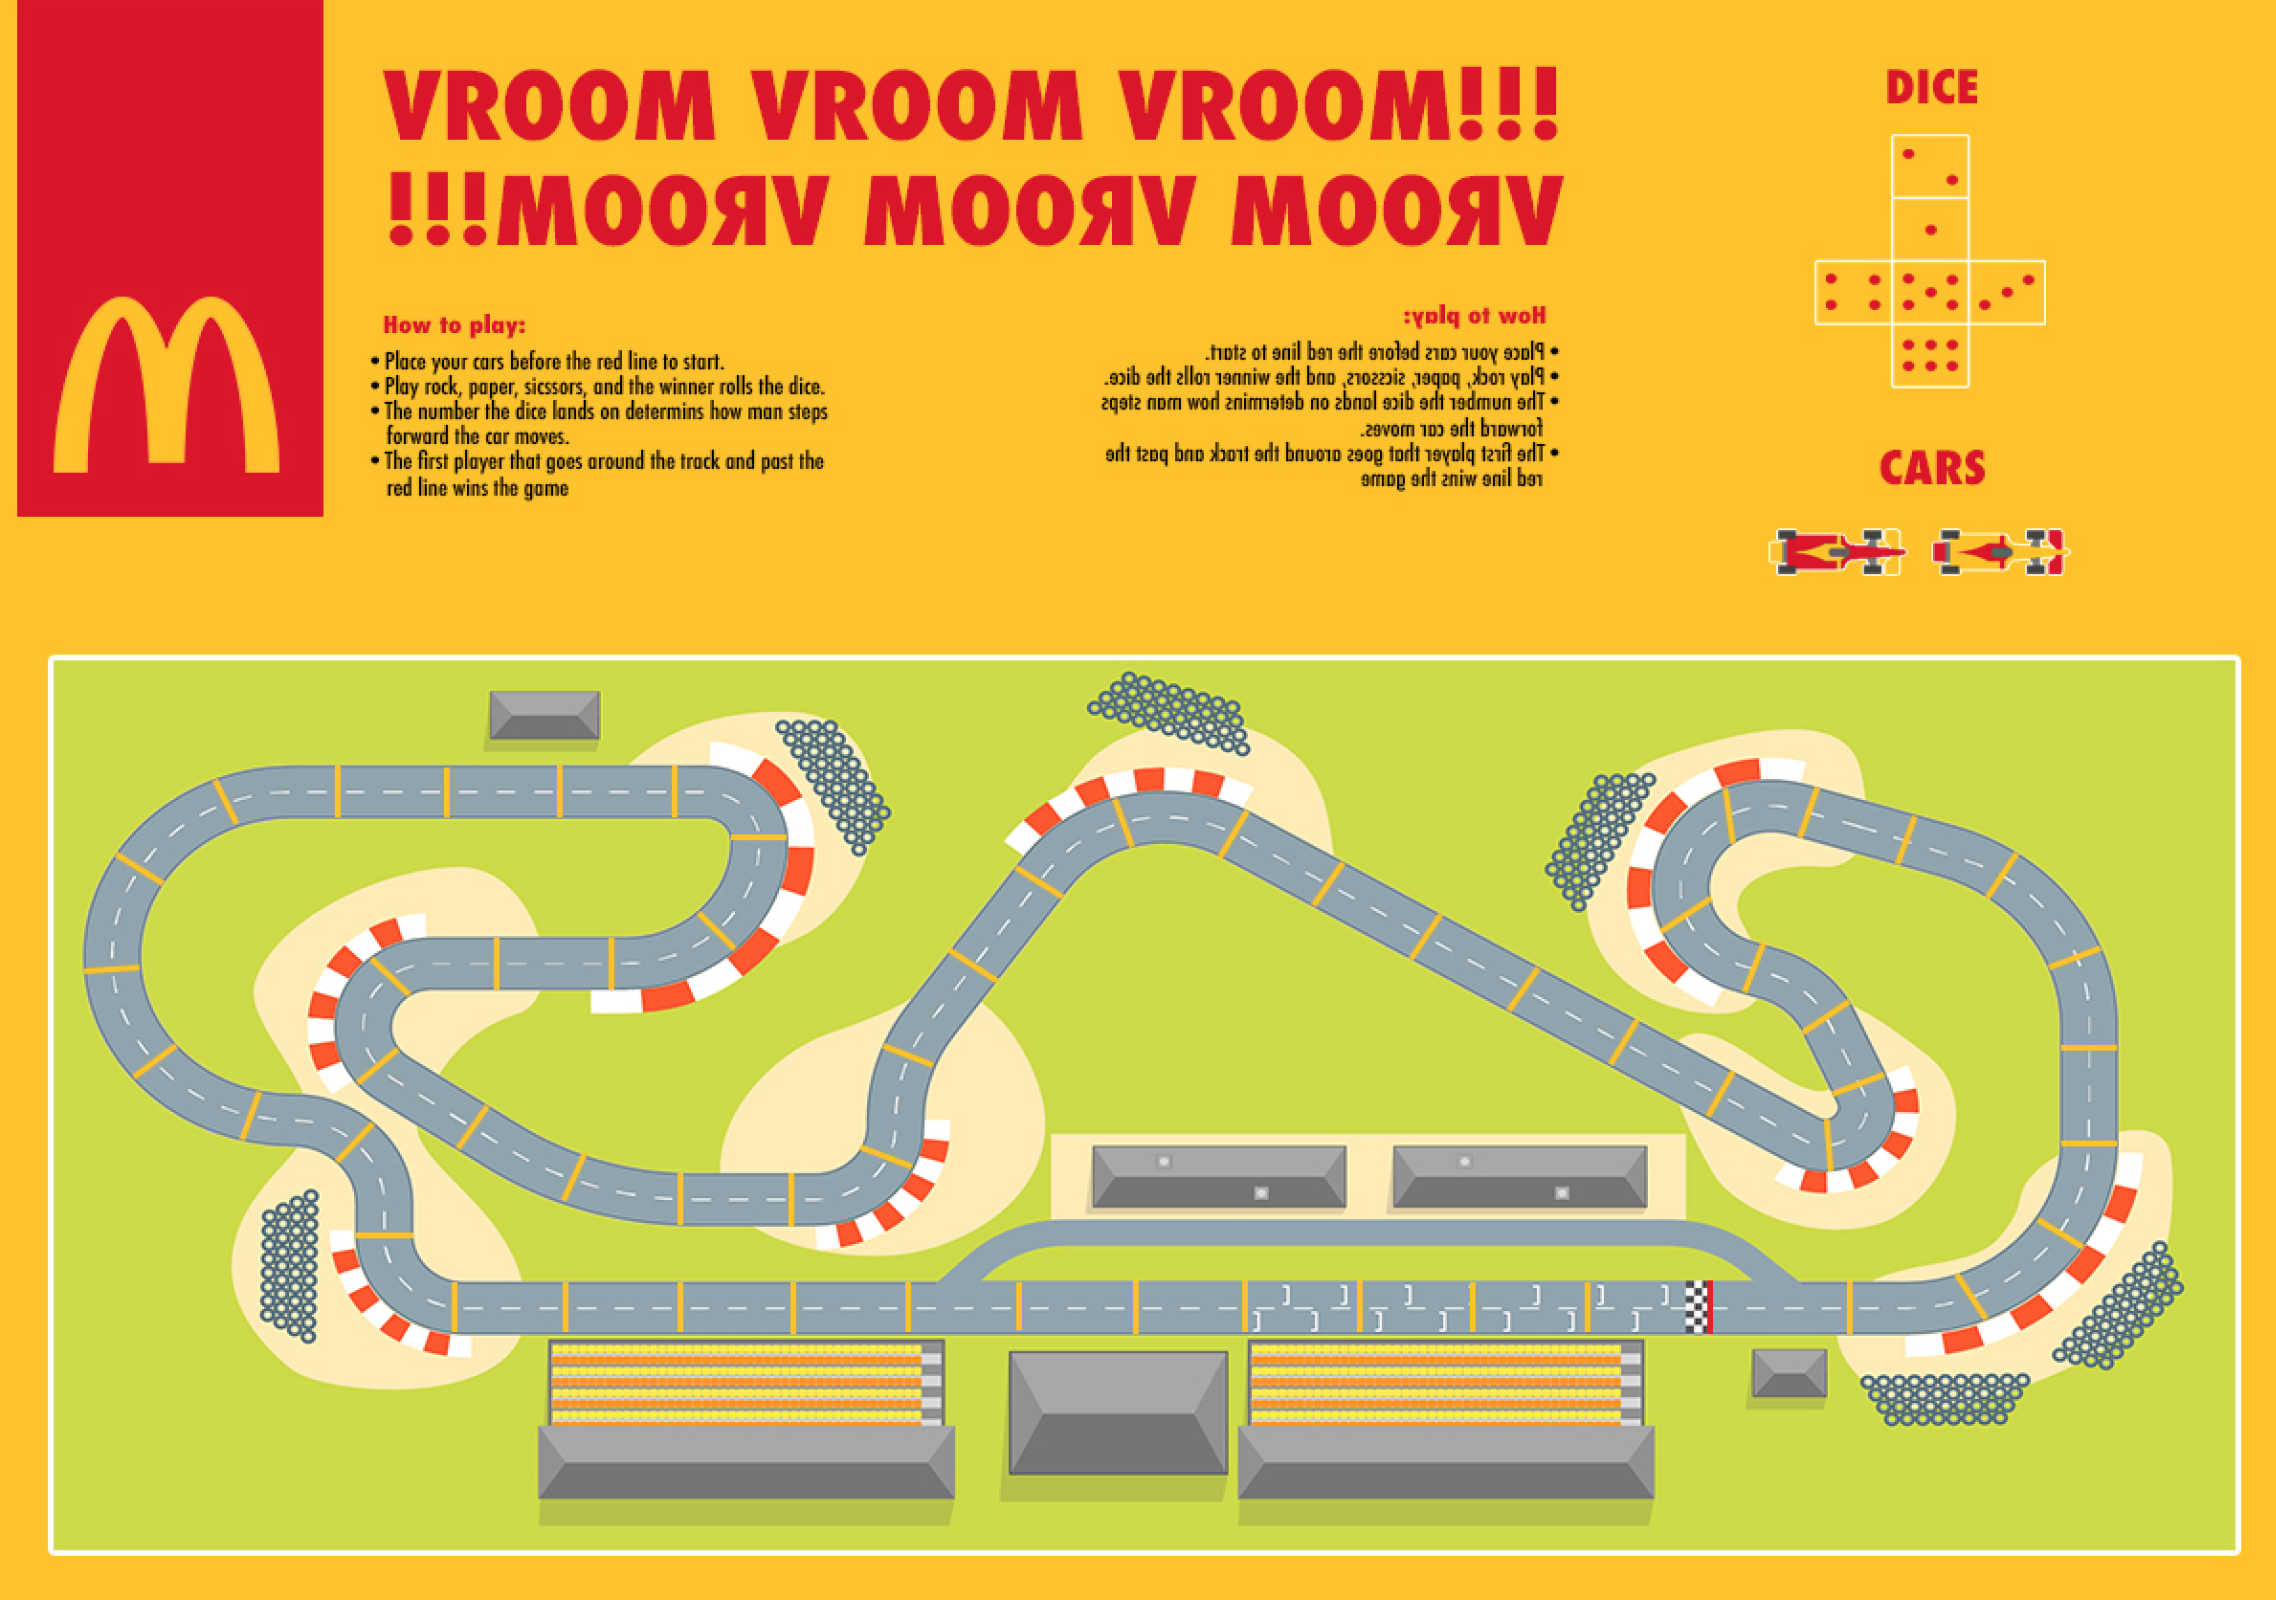 VROOM VROOM VROOM!!!
VROOM VROOM VROOM!!!
DICE
How to play:
• Place your cars before the red line to start.
• Play rock, paper, sicssors, and the winner rolls the dice.
• The number the dice lands on determins how man steps
forward the car moves.
• The first player that goes around the track and past the
red line wins the game
How to play:
• Place your cars before the red line to start.
• Play rock, paper, sicssors, and the winner rolls the dice.
• The number the dice lands on determins how man steps
forward the car moves.
• The first player that goes around the track and past the
red line wins the game
CARS